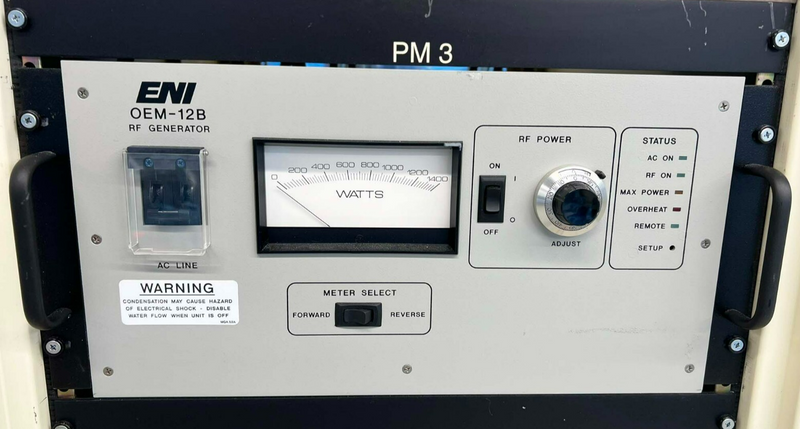 PM 3
ENI
OEM-12B
RF GENERATOR
AC LINE
WARNING
CONDENSATION MAY CAUSE HAZARD
OF ELECTRICAL SHOCK - DISABLE
WATER FLOW WHEN UNIT IS OFF
0 200 400 600 800 1000 1200 1400
WATTS
METER SELECT
FORWARD REVERSE
RF POWER
ON
I
O
OFF
ADJUST
STATUS
AC ON
RF ON
MAX POWER
OVERHEAT
REMOTE
SETUP